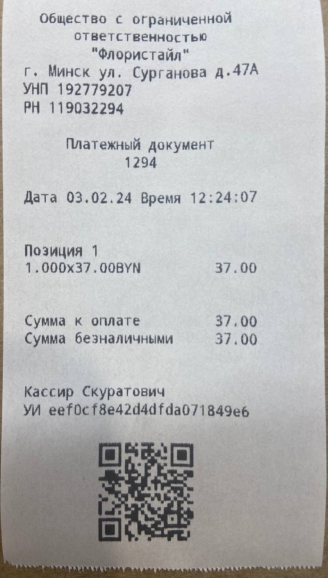 Общество с ограниченной
ответственностью
"Флористайл"
г. Минск ул. Сурганова д.47А
УНП 192779207
РН 119032294
Платежный документ
1294
Дата 03.02.24 Время 12:24:07
Позиция 1
1.000x37.00BYN 37.00
Сумма к оплате 37.00
Сумма безналичными 37.00
Кассир Скуратович
УИ eef0cf8e42d4dfda071849e6